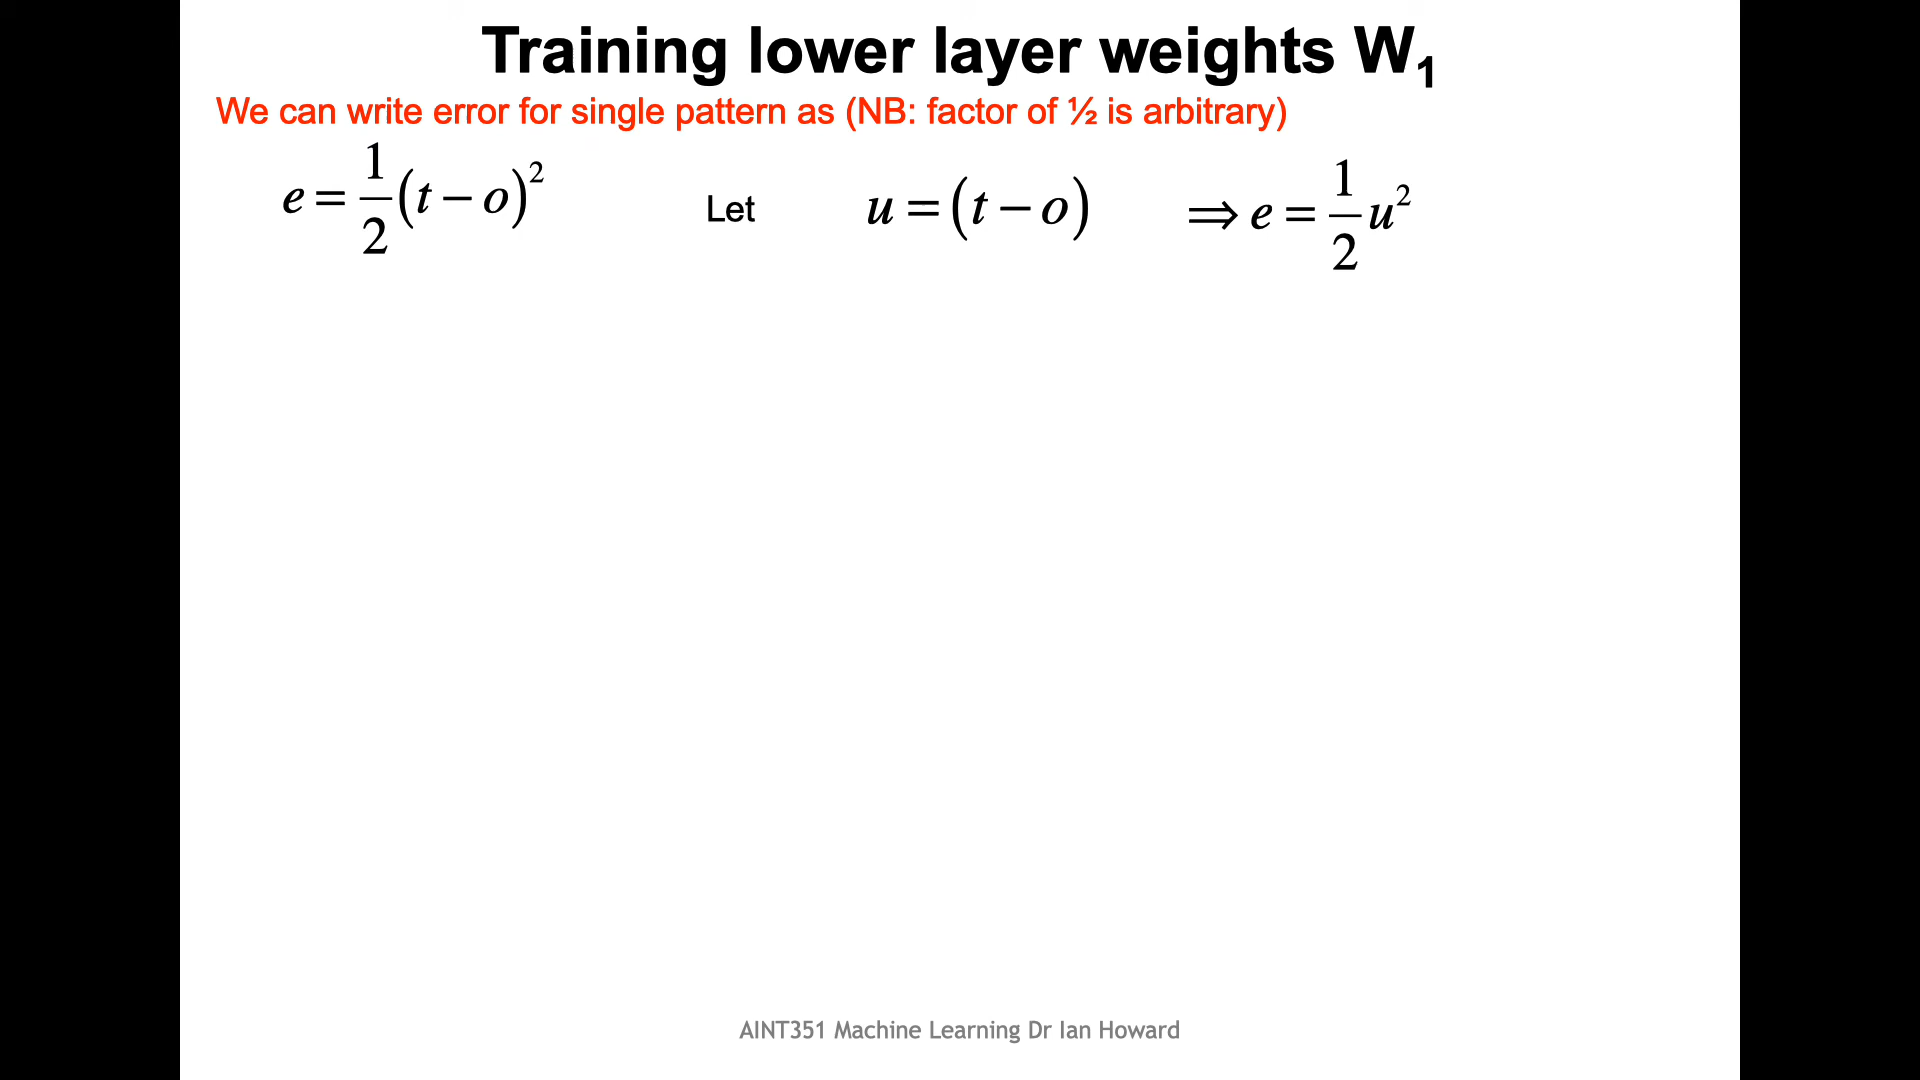 Training lower layer weights W₁
We can write error for single pattern as (NB: factor of ½ is arbitrary)
e = 1/2 (t − o)² Let u = (t − o) ⇒ e = 1/2 u²
AINT351 Machine Learning Dr Ian Howard